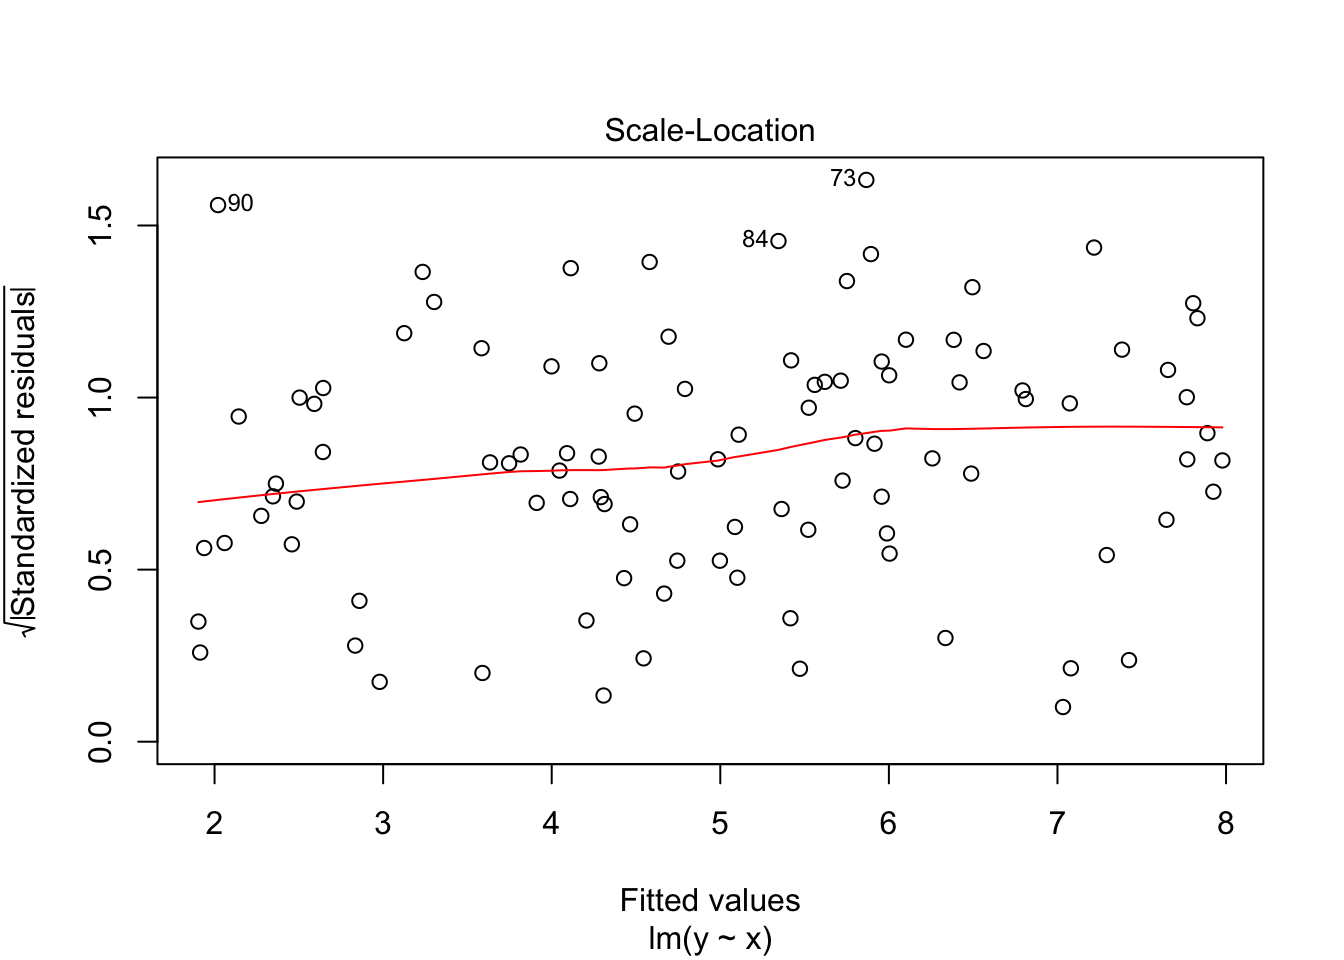 Scale-Location
73
90
84
1.5
1.0
0.5
0.0
√|Standardized residuals|
2 3 4 5 6 7 8
Fitted values
lm(y ~ x)